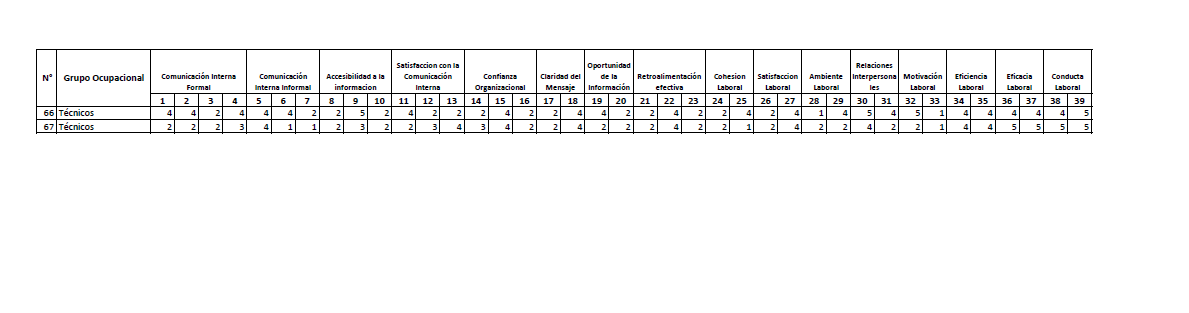 N° Grupo Ocupacional Comunicación Interna Formal Comunicación Interna Informal Accesibilidad a la informacion Satisfaccion con la Comunicación Interna Confianza Organizacional Claridad del Mensaje Oportunidad de la Información Retroalimentación efectiva Cohesion Laboral Satisfaccion Laboral Ambiente Laboral Relaciones Interpersona les Motivación Laboral Eficiencia Laboral Eficacia Laboral Conducta Laboral
1 2 3 4 5 6 7 8 9 10 11 12 13 14 15 16 17 18 19 20 21 22 23 24 25 26 27 28 29 30 31 32 33 34 35 36 37 38 39
66 Técnicos 4 4 2 4 4 4 2 2 5 2 4 2 2 2 4 2 2 4 4 2 2 4 2 2 4 2 4 1 4 5 4 5 1 4 4 4 4 4 5
67 Técnicos 2 2 2 3 4 1 1 2 3 2 2 3 4 3 4 2 2 4 2 2 2 4 2 2 1 2 4 2 2 4 2 2 1 4 4 5 5 5 5